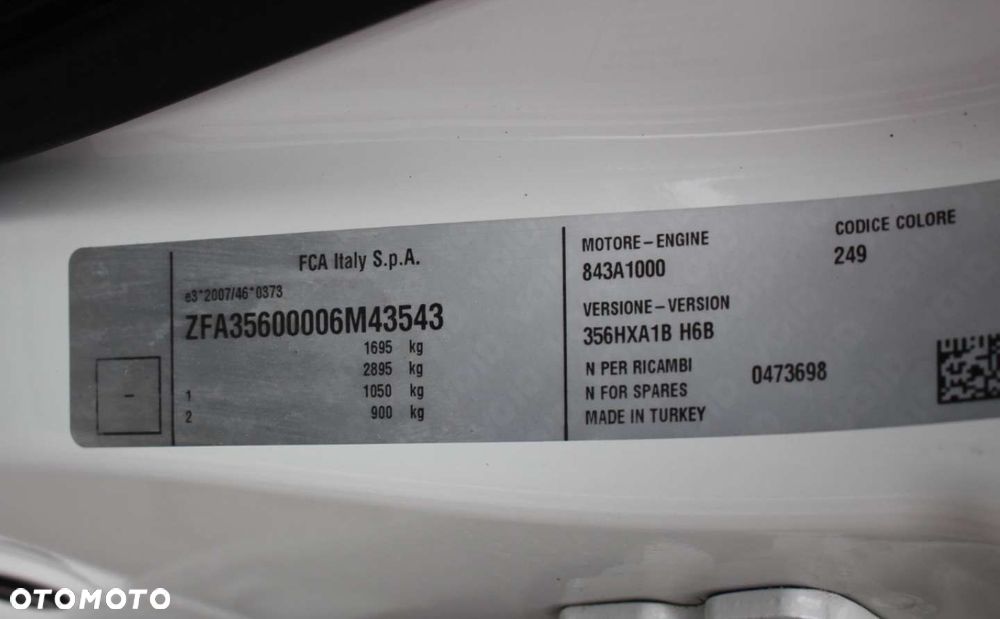 FCA Italy S.p.A.
e3*2007/46*0373
ZFA35600006M43543
1695 kg
2895 kg
1 1050 kg
2 900 kg
-
MOTORE - ENGINE
843A1000
CODICE COLORE
249
VERSIONE - VERSION
356HXA1B H6B
N PER RICAMBI
N FOR SPARES
0473698
MADE IN TURKEY
OTOMOTO